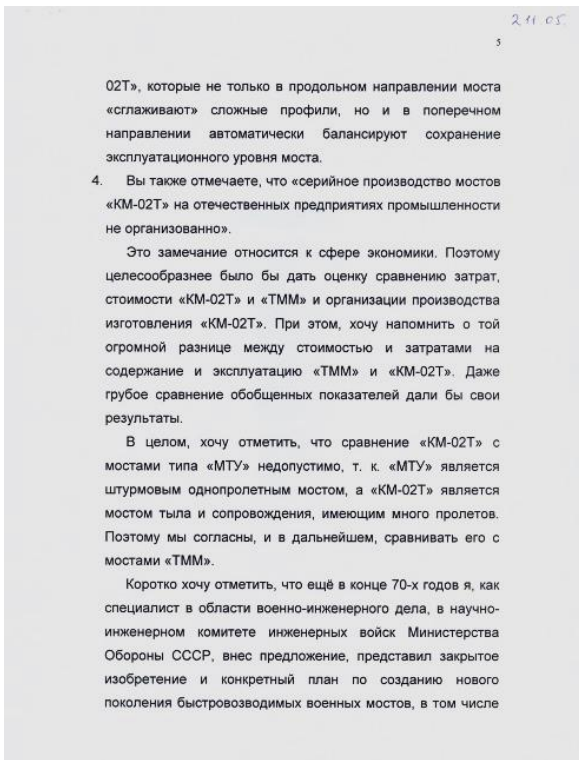 211 05.
5
02Т», которые не только в продольном направлении моста
«сглаживают» сложные профили, но и в поперечном
направлении автоматически балансируют сохранение
эксплуатационного уровня моста.
4. Вы также отмечаете, что «серийное производство мостов
«КМ-02Т» на отечественных предприятиях промышленности
не организованно».
Это замечание относится к сфере экономики. Поэтому
целесообразнее было бы дать оценку сравнению затрат,
стоимости «КМ-02Т» и «ТММ» и организации производства
изготовления «КМ-02Т». При этом, хочу напомнить о той
огромной разнице между стоимостью и затратами на
содержание и эксплуатацию «ТММ» и «КМ-02Т». Даже
грубое сравнение обобщенных показателей дали бы свои
результаты.
В целом, хочу отметить, что сравнение «КМ-02Т» с
мостами типа «МТУ» недопустимо, т. к. «МТУ» является
штурмовым однопролетным мостом, а «КМ-02Т» является
мостом тыла и сопровождения, имеющим много пролетов.
Поэтому мы согласны, и в дальнейшем, сравнивать его с
мостами «ТММ».
Коротко хочу отметить, что ещё в конце 70-х годов я, как
специалист в области военно-инженерного дела, в научно-
инженерном комитете инженерных войск Министерства
Обороны СССР, внес предложение, представил закрытое
изобретение и конкретный план по созданию нового
поколения быстровозводимых военных мостов, в том числе